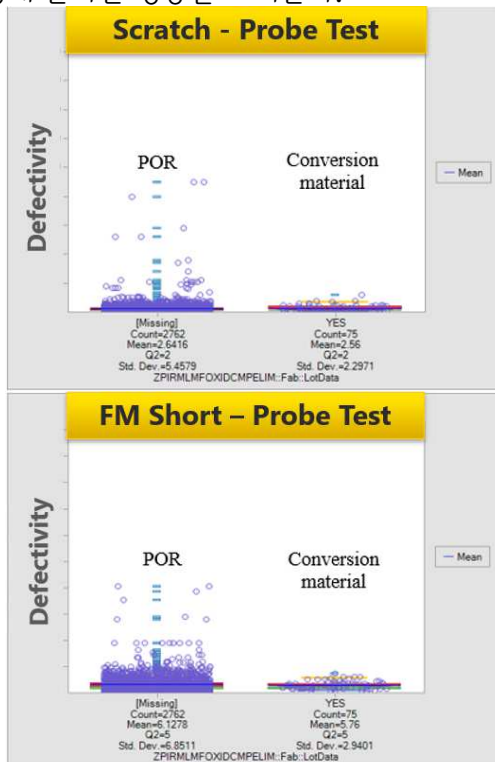 Scratch - Probe Test
Defectivity
POR
Conversion
material
Mean
[Missing]
Count=2762
Mean=2.6416
Q2=2
Std. Dev.=5.4579
YES
Count=75
Mean=2.56
Q2=2
Std. Dev.=2.2971
ZPIRMLMFOXIDCMPELIM::Fab::LotData
FM Short – Probe Test
Defectivity
POR
Conversion
material
Mean
[Missing]
Count=2762
Mean=6.1278
Q2=5
Std. Dev.=6.8511
YES
Count=75
Mean=5.76
Q2=5
Std. Dev.=2.9401
ZPIRMLMFOXIDCMPELIM::Fab::LotData